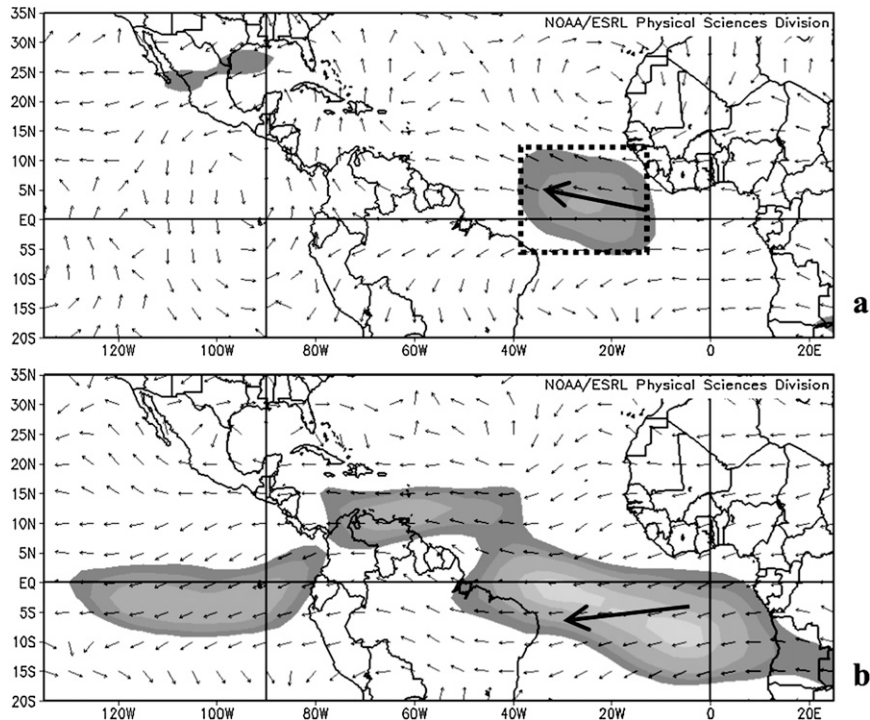 35N NOAA/ESRL Physical Sciences Division
30N
25N
20N
15N
10N
5N
EQ
5S
10S
15S
20S
120W 100W 80W 60W 40W 20W 0 20E
a
35N NOAA/ESRL Physical Sciences Division
30N
25N
20N
15N
10N
5N
EQ
5S
10S
15S
20S
120W 100W 80W 60W 40W 20W 0 20E
b